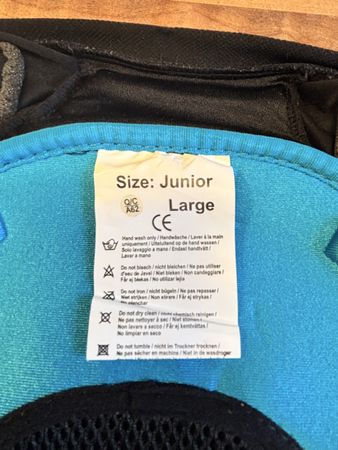 Size: Junior
Q/C
A62
Large
CE
Hand wash only / Handwäsche / Laver à la main
uniquement / Uitsluitend op de hand wassen /
Solo lavaggio a mano / Endast handtvätt /
Lavar a mano
Do not bleach / nicht bleichen / Ne pas utiliser
d'eau de Javel / Niet bleken / Non candeggiare /
Får ej blekas / No utilizar lejía
Do not iron / nicht bügeln / Ne pas repasser /
Niet strijken / Non stirare / Får ej strykas /
No planchar
Do not dry clean / nicht chemisch reinigen /
Ne pas nettoyer à sec / Niet stomen /
Non lavare a secco / Får ej kemtvättas /
No limpiar en seco
Do not tumble / nicht im Trockner trocknen /
Ne pas sécher en machine / Niet in de wasdroger